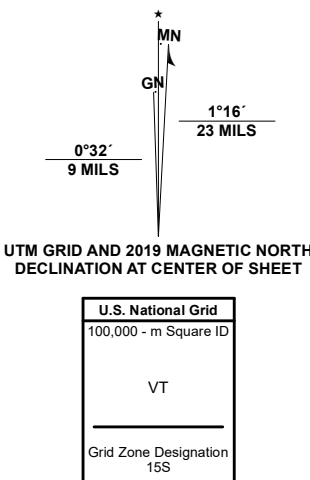 ★
MN
GN
1°16´
23 MILS
0°32´
9 MILS
UTM GRID AND 2019 MAGNETIC NORTH
DECLINATION AT CENTER OF SHEET
U.S. National Grid
100,000 - m Square ID
VT
Grid Zone Designation
15S